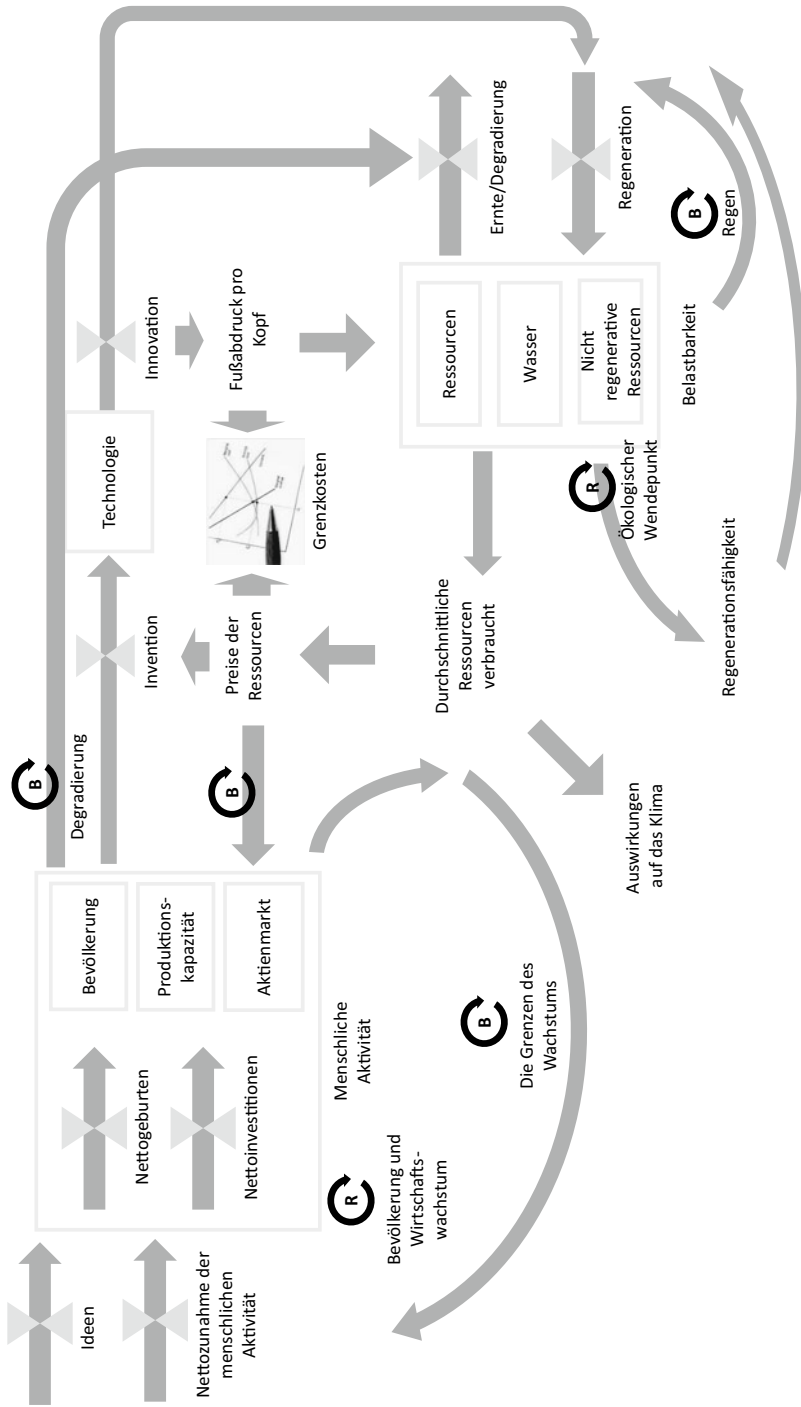 Ideen
Nettozunahme der
menschlichen
Aktivität
Nettogeburten
Nettoinvestitionen
Bevölkerung
Produktions-
kapazität
Aktienmarkt
Menschliche
Aktivität
R
Bevölkerung und
Wirtschafts-
wachstum
B
Die Grenzen des
Wachstums
B
Degradierung
B
Invention
Preise der
Ressourcen
Technologie
Grenzkosten
Innovation
Fußabdruck pro
Kopf
Durchschnittliche
Ressourcen
verbraucht
Auswirkungen
auf das Klima
Ressourcen
Wasser
Nicht
regenerative
Ressourcen
Ernte/Degradierung
Regeneration
R
Ökologischer
Wendepunkt
Regenerationsfähigkeit
Belastbarkeit
B
Regen